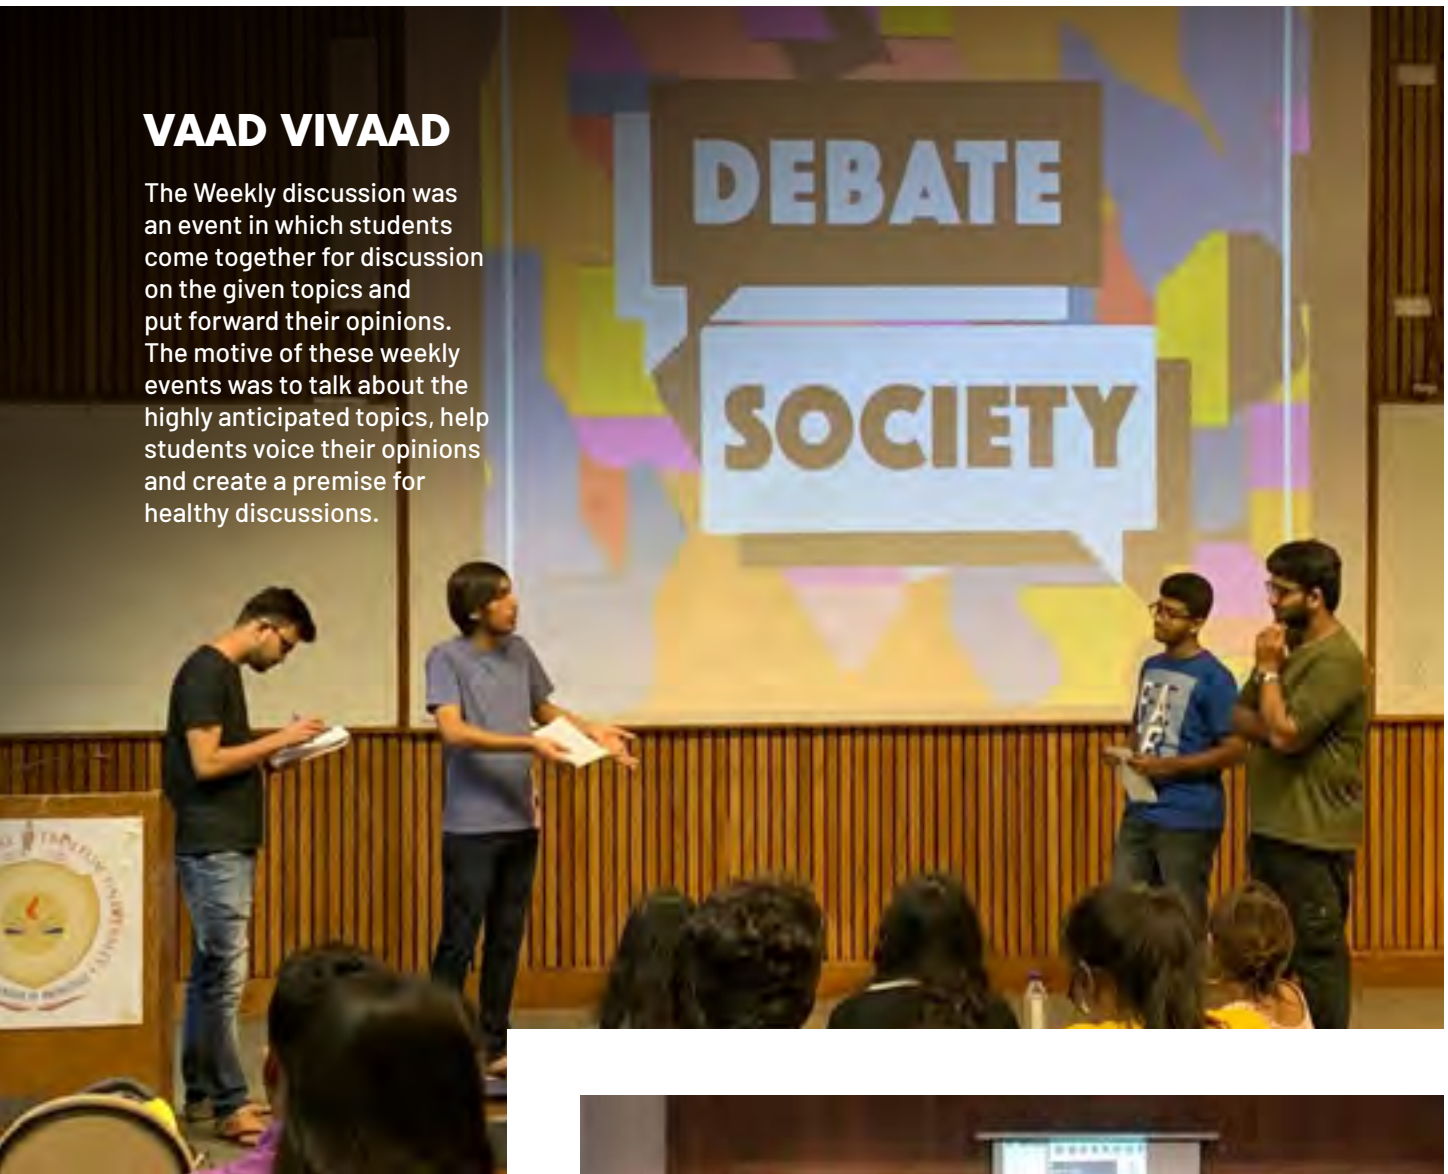 VAAD VIVAAD
The Weekly discussion was
an event in which students
come together for discussion
on the given topics and
put forward their opinions.
The motive of these weekly
events was to talk about the
highly anticipated topics, help
students voice their opinions
and create a premise for
healthy discussions.
DEBATE
SOCIETY